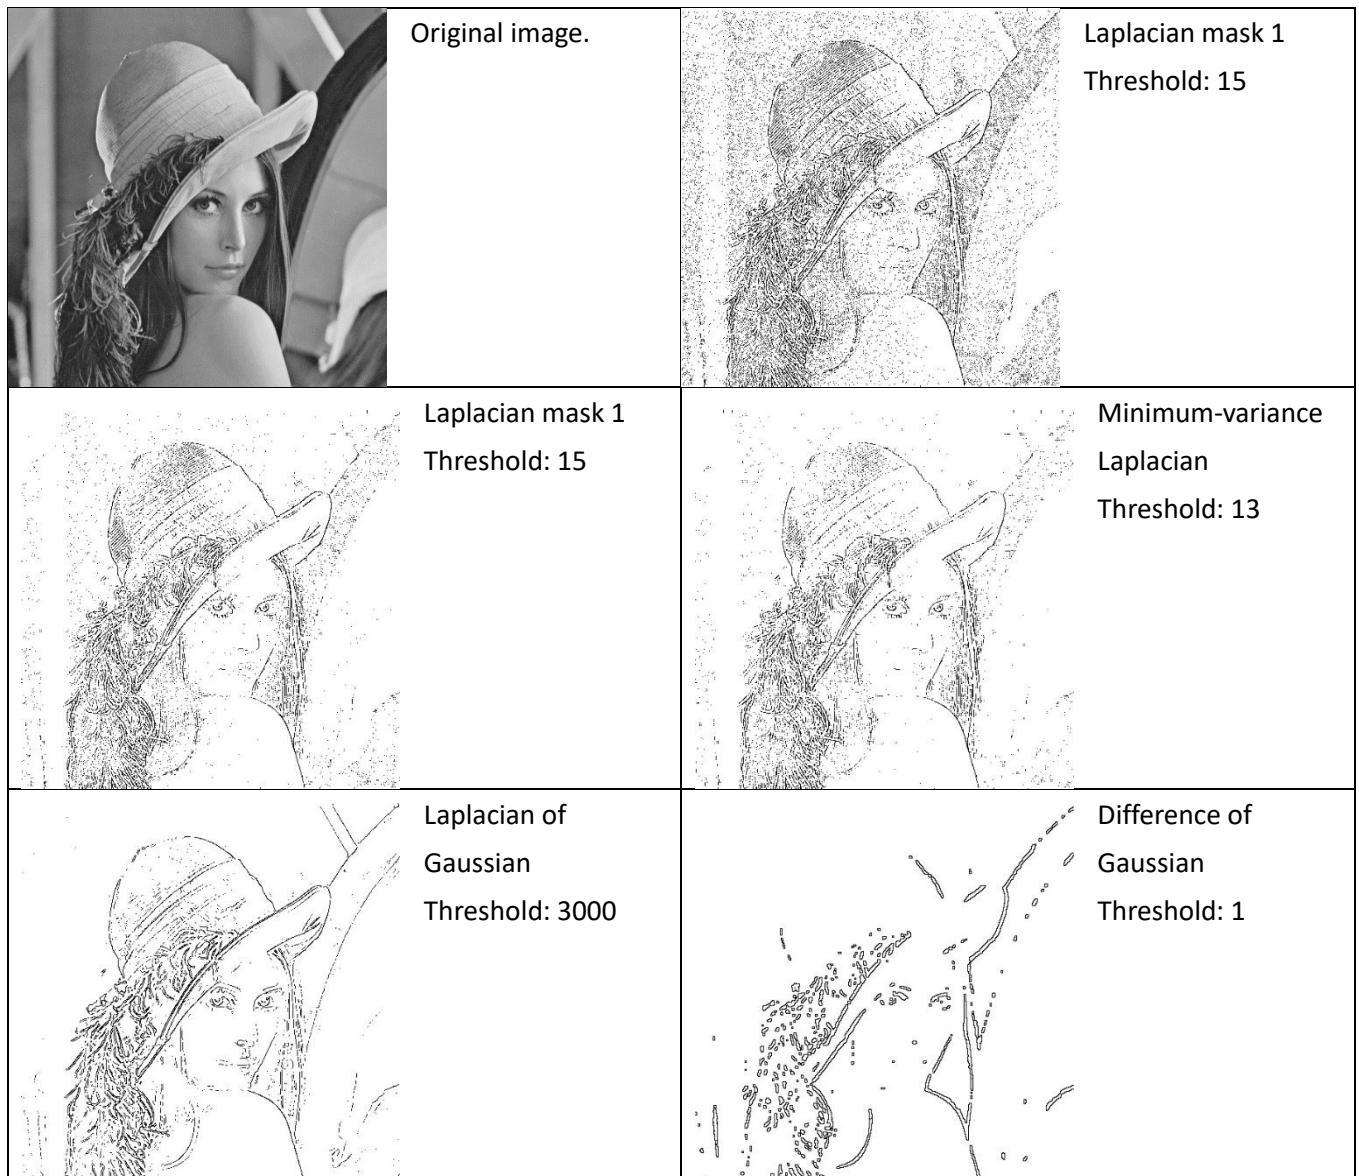 Original image.
Laplacian mask 1
Threshold: 15
Laplacian mask 1
Threshold: 15
Minimum-variance
Laplacian
Threshold: 13
Laplacian of
Gaussian
Threshold: 3000
Difference of
Gaussian
Threshold: 1